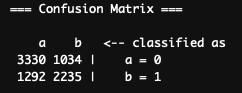 === Confusion Matrix ===
a b <-- classified as
3330 1034 | a = 0
1292 2235 | b = 1